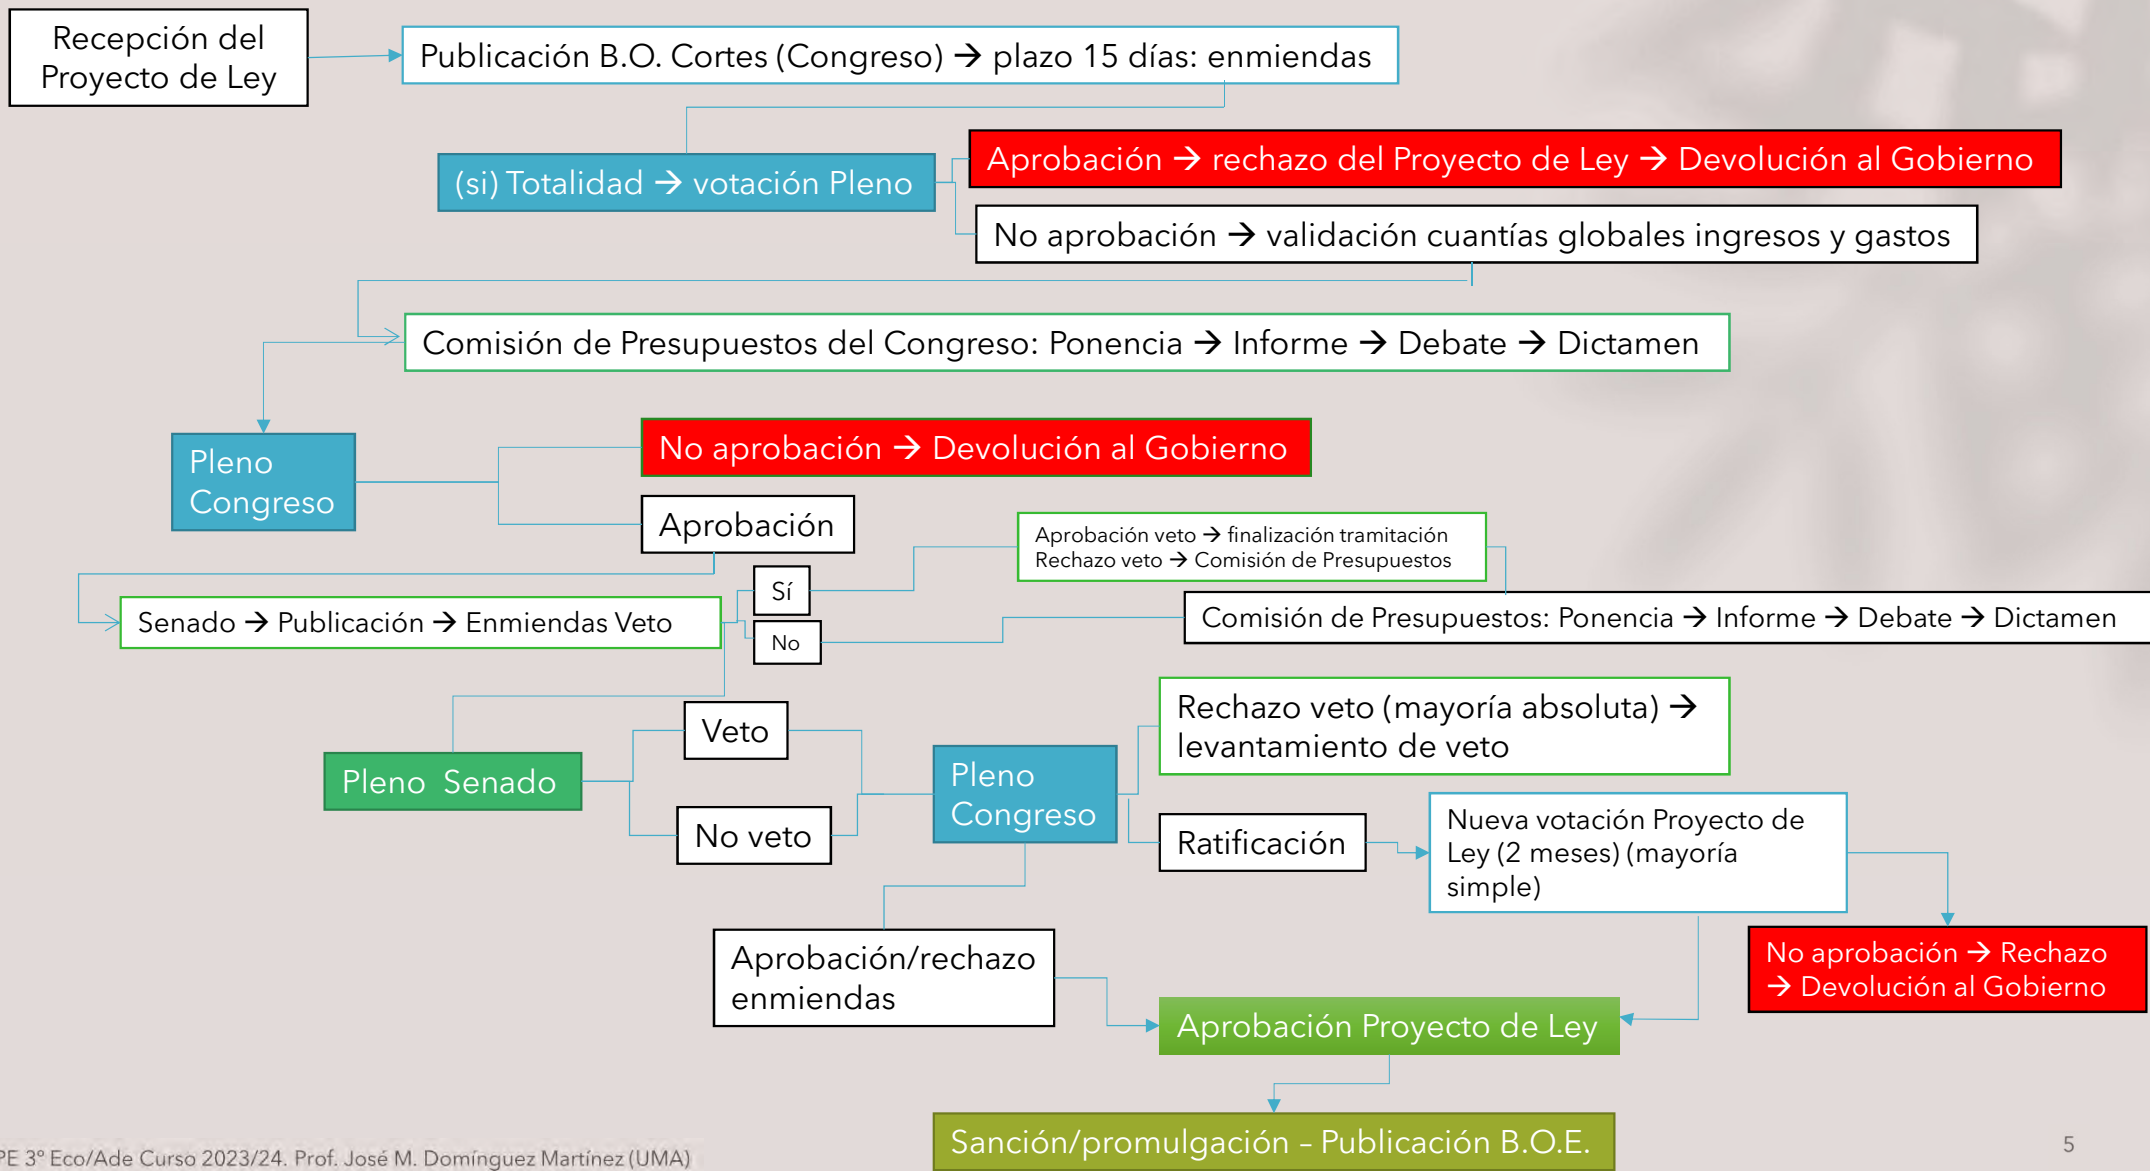 Recepción del
Proyecto de Ley
Publicación B.O. Cortes (Congreso) → plazo 15 días: enmiendas
(si) Totalidad → votación Pleno
Aprobación → rechazo del Proyecto de Ley → Devolución al Gobierno
No aprobación → validación cuantías globales ingresos y gastos
Comisión de Presupuestos del Congreso: Ponencia → Informe → Debate → Dictamen
Pleno
Congreso
No aprobación → Devolución al Gobierno
Aprobación
Senado → Publicación → Enmiendas Veto
Sí
No
Aprobación veto → finalización tramitación
Rechazo veto → Comisión de Presupuestos
Comisión de Presupuestos: Ponencia → Informe → Debate → Dictamen
Pleno Senado
Veto
No veto
Pleno
Congreso
Rechazo veto (mayoría absoluta) →
levantamiento de veto
Ratificación
Nueva votación Proyecto de
Ley (2 meses) (mayoría
simple)
No aprobación → Rechazo
→ Devolución al Gobierno
Aprobación/rechazo
enmiendas
Aprobación Proyecto de Ley
Sanción/promulgación – Publicación B.O.E.
PE 3º Eco/Ade Curso 2023/24. Prof. José M. Domínguez Martínez (UMA)
5